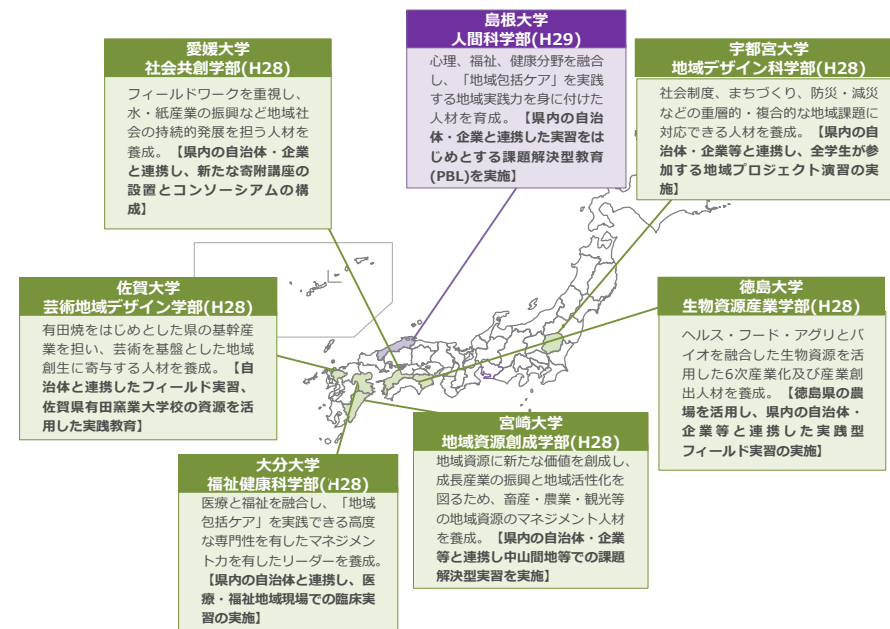 島根大学
人間科学部(H29)
心理、福祉、健康分野を融合
し、「地域包括ケア」を実践
する地域実践力を身に付けた
人材を育成。【県内の自治
体・企業と連携した実習をは
じめとする課題解決型教育
(PBL)を実施】
愛媛大学
社会共創学部(H28)
フィールドワークを重視し、
水・紙産業の振興など地域社
会の持続的発展を担う人材を
養成。【県内の自治体・企業
と連携し、新たな寄附講座の
設置とコンソーシアムの構
成】
宇都宮大学
地域デザイン科学部(H28)
社会制度、まちづくり、防災・減災
などの重層的・複合的な地域課題に
対応できる人材を養成。【県内の自
治体・企業等と連携し、全学生が参
加する地域プロジェクト演習の実
施】
佐賀大学
芸術地域デザイン学部(H28)
有田焼をはじめとした県の基幹産
業を担い、芸術を基盤とした地域
創生に寄与する人材を養成。【自
治体と連携したフィールド実習、
佐賀県有田窯業大学校の資源を活
用した実践教育】
徳島大学
生物資源産業学部(H28)
ヘルス・フード・アグリとバ
イオを融合した生物資源を活
用した6次産業化及び産業創
出人材を養成。【徳島県の農
場を活用し、県内の自治体・
企業等と連携した実践型
フィールド実習の実施】
宮崎大学
地域資源創成学部(H28)
地域資源に新たな価値を創成し、
成長産業の振興と地域活性化を
図るため、畜産・農業・観光等
の地域資源のマネジメント人材
を養成。【県内の自治体・企業
等と連携し中山間地等での課題
解決型実習を実施】
大分大学
福祉健康科学部(H28)
医療と福祉を融合し、「地域
包括ケア」を実践できる高度
な専門性を有したマネジメン
ト力を有したリーダーを養成。
【県内の自治体と連携し、医
療・福祉地域現場での臨床実
習の実施】